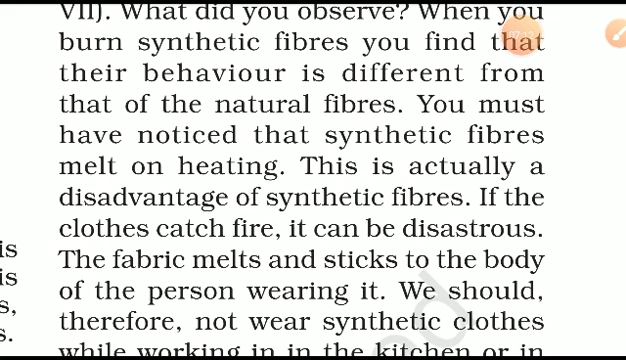 VII). What did you observe? When you
burn synthetic fibres you find that
their behaviour is different from
that of the natural fibres. You must
have noticed that synthetic fibres
melt on heating. This is actually a
disadvantage of synthetic fibres. If the
clothes catch fire, it can be disastrous.
is The fabric melts and sticks to the body
is of the person wearing it. We should,
s, therefore, not wear synthetic clothes
s. while working in in the kitchen or in